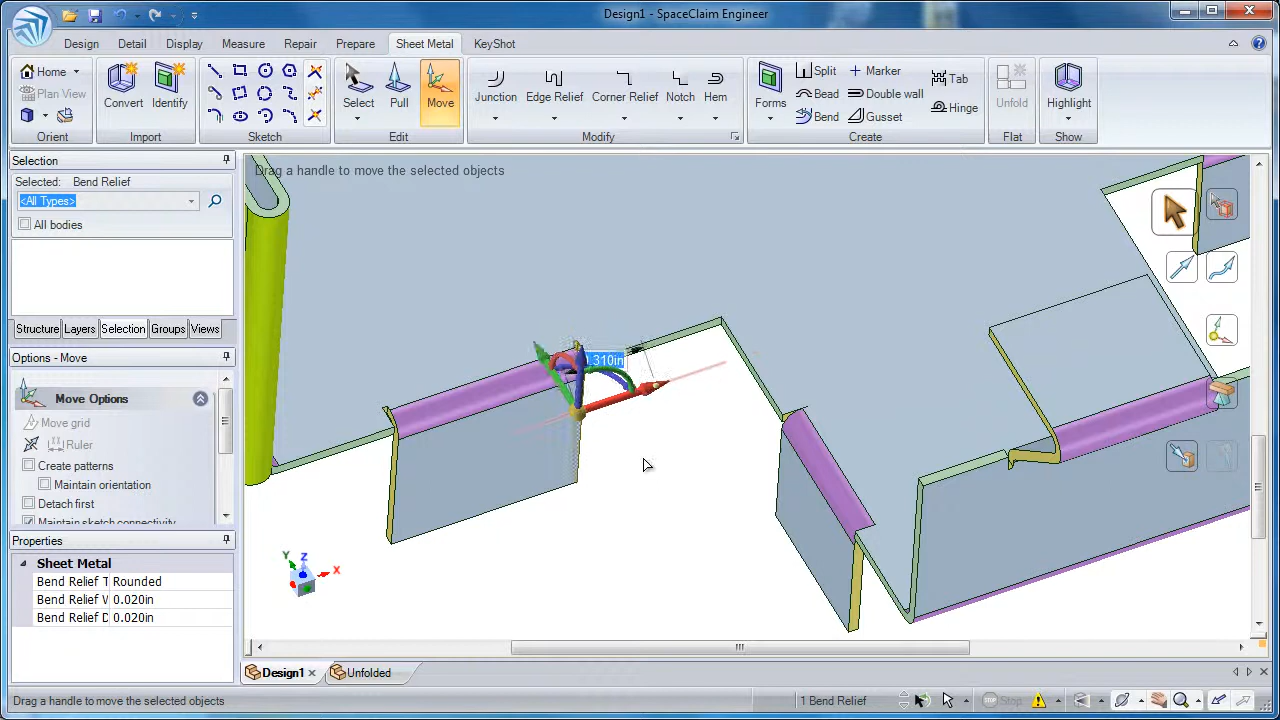 Design1 - SpaceClaim Engineer
Design Detail Display Measure Repair Prepare Sheet Metal KeyShot
Home
Plan View
Orient
Convert Identify
Import
Sketch
Select Pull Move
Edit
Junction Edge Relief Corner Relief Notch Hem
Modify
Forms
Split Marker Tab
Bead Double wall
Bend Gusset Hinge
Create
Unfold
Flat
Highlight
Show
Selection
Selected: Bend Relief
<All Types>
All bodies
Structure Layers Selection Groups Views
Options - Move
Move Options
Move grid
Ruler
Create patterns
Maintain orientation
Detach first
Maintain sketch connectivity
Properties
Sheet Metal
Bend Relief T Rounded
Bend Relief W 0.020in
Bend Relief D 0.020in
Drag a handle to move the selected objects
.310in
Y Z X
Design1 Unfolded
Drag a handle to move the selected objects
1 Bend Relief
Stop